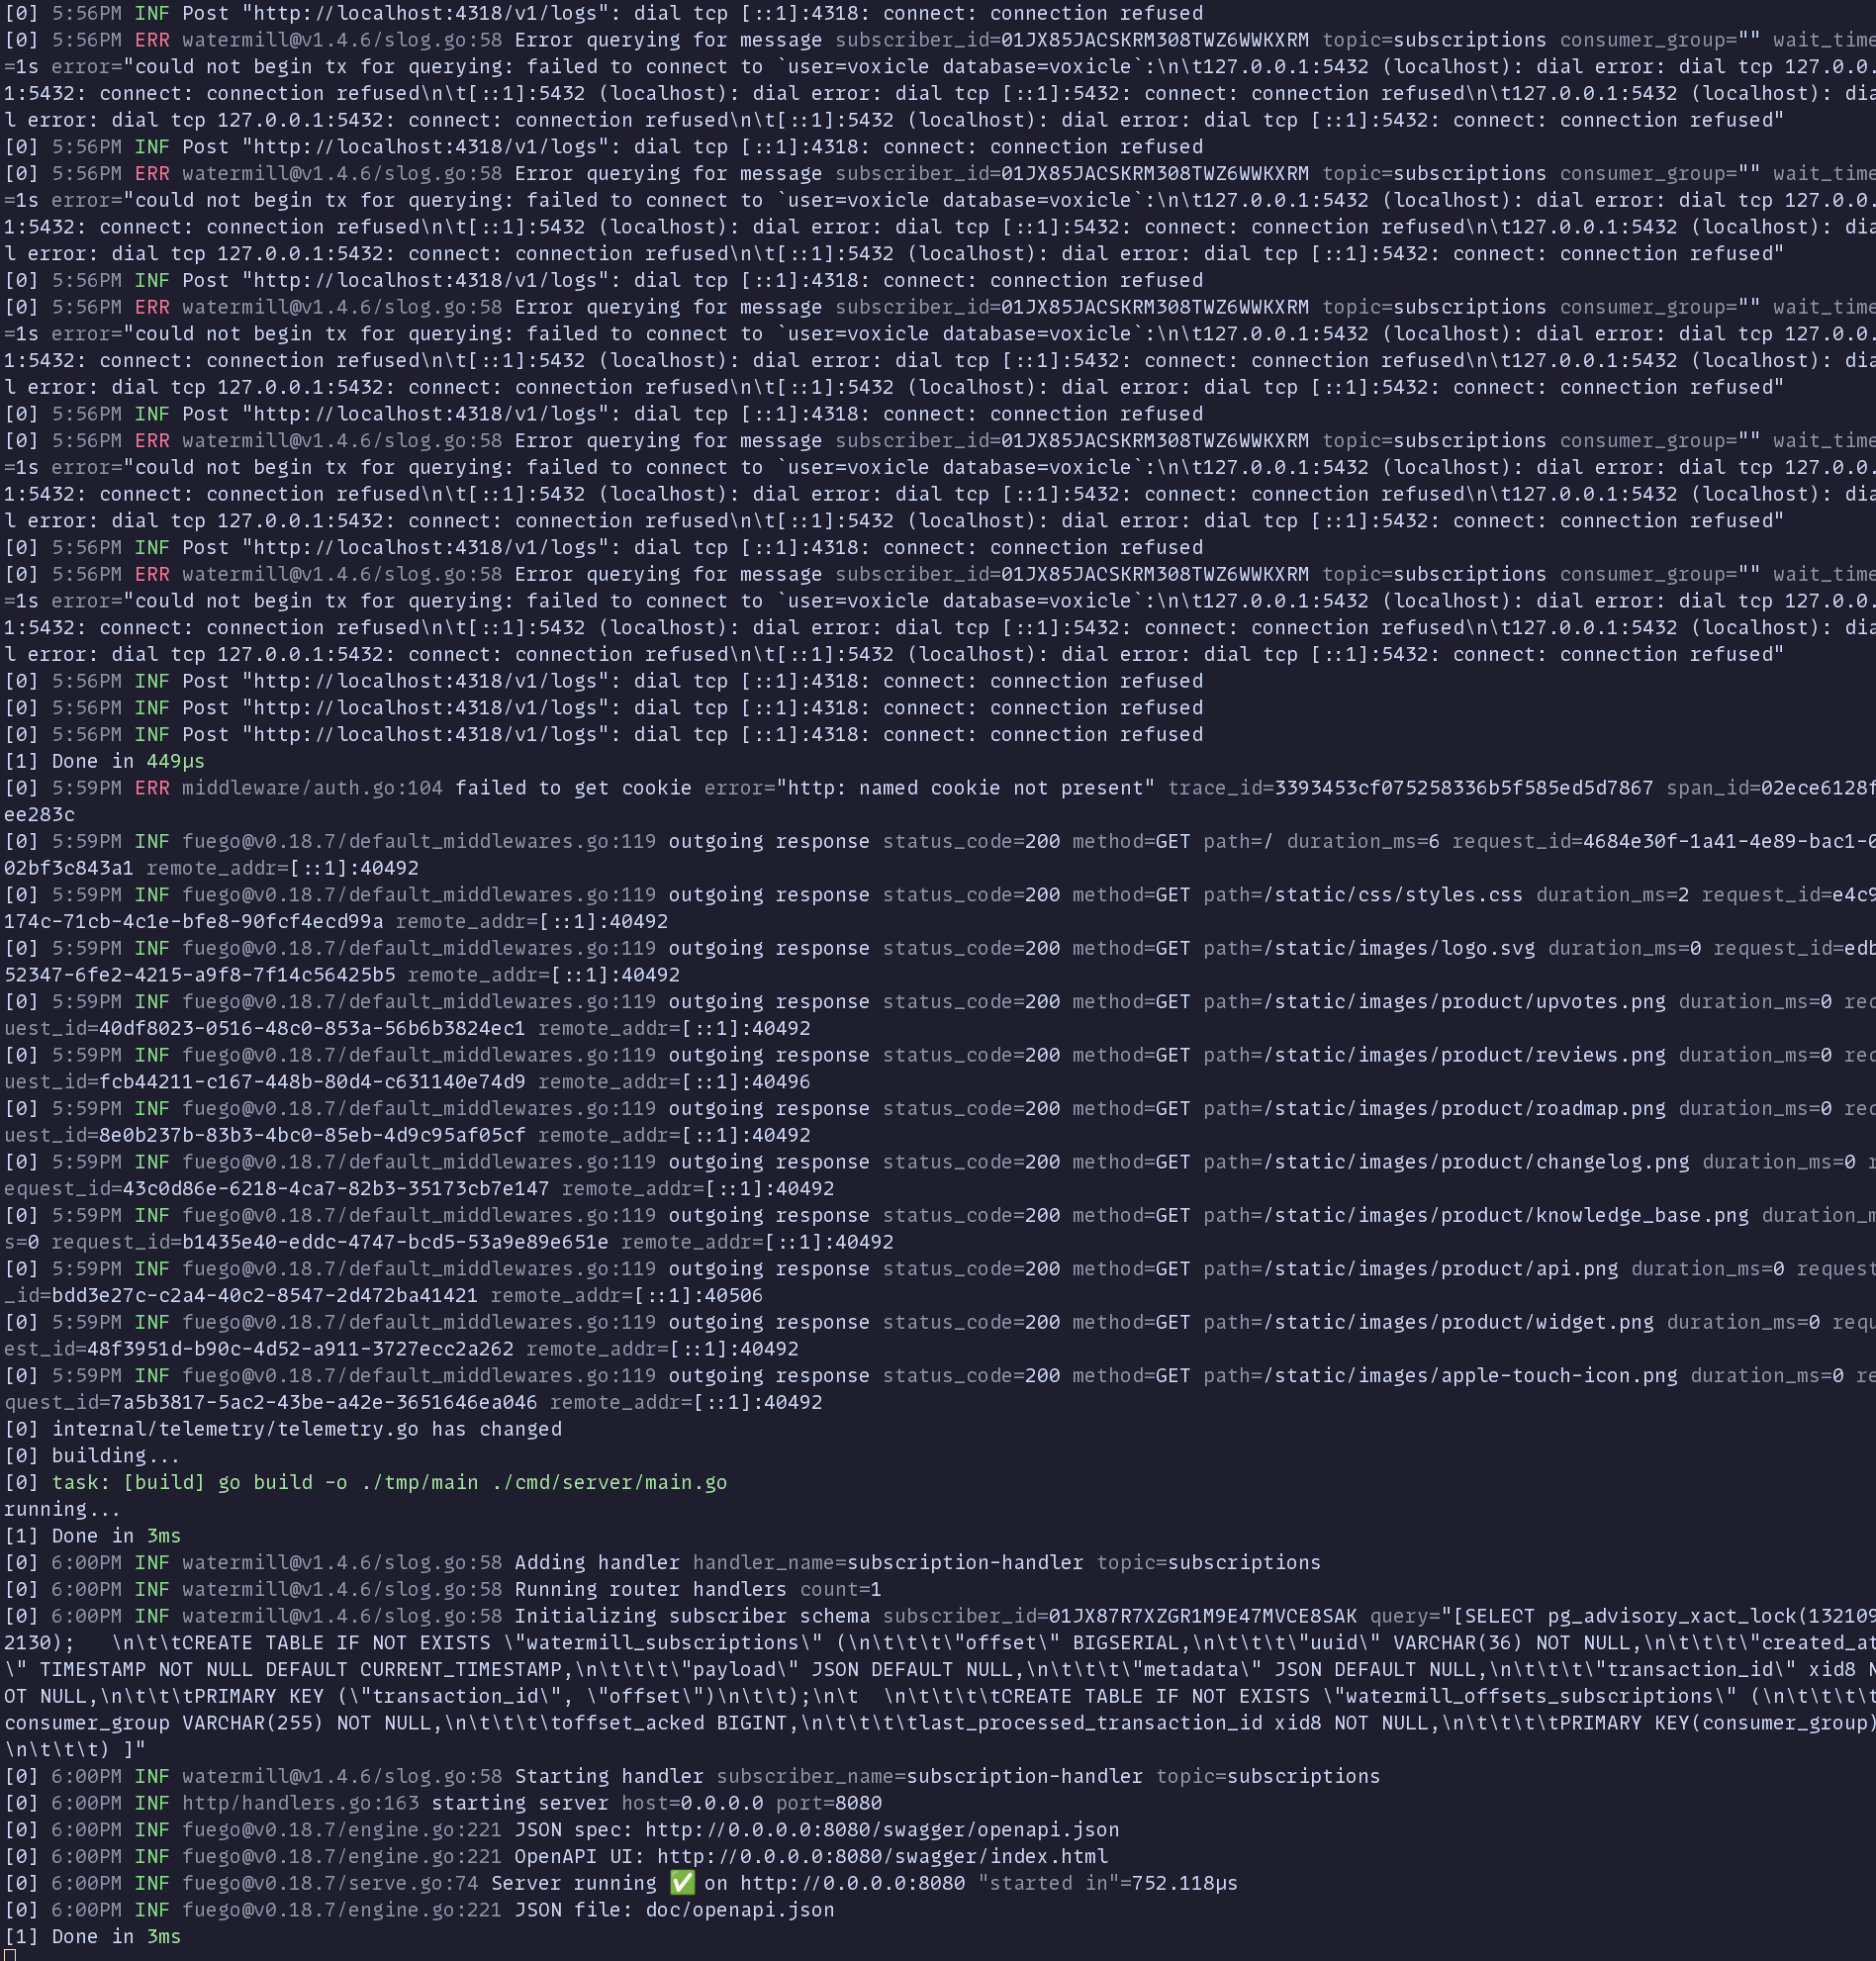 [0] 5:56PM INF Post "http://localhost:4318/v1/logs": dial tcp [::1]:4318: connect: connection refused
[0] 5:56PM ERR watermill@v1.4.6/slog.go:58 Error querying for message subscriber_id=01JX85JACSKRM308TWZ6WWKXRM topic=subscriptions consumer_group="" wait_time
=1s error="could not begin tx for querying: failed to connect to `user=voxicle database=voxicle`:\n\t127.0.0.1:5432 (localhost): dial error: dial tcp 127.0.0.
1:5432: connect: connection refused\n\t[::1]:5432 (localhost): dial error: dial tcp [::1]:5432: connect: connection refused\n\t127.0.0.1:5432 (localhost): dia
l error: dial tcp 127.0.0.1:5432: connect: connection refused\n\t[::1]:5432 (localhost): dial error: dial tcp [::1]:5432: connect: connection refused"
[0] 5:56PM INF Post "http://localhost:4318/v1/logs": dial tcp [::1]:4318: connect: connection refused
[0] 5:56PM ERR watermill@v1.4.6/slog.go:58 Error querying for message subscriber_id=01JX85JACSKRM308TWZ6WWKXRM topic=subscriptions consumer_group="" wait_time
=1s error="could not begin tx for querying: failed to connect to `user=voxicle database=voxicle`:\n\t127.0.0.1:5432 (localhost): dial error: dial tcp 127.0.0.
1:5432: connect: connection refused\n\t[::1]:5432 (localhost): dial error: dial tcp [::1]:5432: connect: connection refused\n\t127.0.0.1:5432 (localhost): dia
l error: dial tcp 127.0.0.1:5432: connect: connection refused\n\t[::1]:5432 (localhost): dial error: dial tcp [::1]:5432: connect: connection refused"
[0] 5:56PM INF Post "http://localhost:4318/v1/logs": dial tcp [::1]:4318: connect: connection refused
[0] 5:56PM ERR watermill@v1.4.6/slog.go:58 Error querying for message subscriber_id=01JX85JACSKRM308TWZ6WWKXRM topic=subscriptions consumer_group="" wait_time
=1s error="could not begin tx for querying: failed to connect to `user=voxicle database=voxicle`:\n\t127.0.0.1:5432 (localhost): dial error: dial tcp 127.0.0.
1:5432: connect: connection refused\n\t[::1]:5432 (localhost): dial error: dial tcp [::1]:5432: connect: connection refused\n\t127.0.0.1:5432 (localhost): dia
l error: dial tcp 127.0.0.1:5432: connect: connection refused\n\t[::1]:5432 (localhost): dial error: dial tcp [::1]:5432: connect: connection refused"
[0] 5:56PM INF Post "http://localhost:4318/v1/logs": dial tcp [::1]:4318: connect: connection refused
[0] 5:56PM ERR watermill@v1.4.6/slog.go:58 Error querying for message subscriber_id=01JX85JACSKRM308TWZ6WWKXRM topic=subscriptions consumer_group="" wait_time
=1s error="could not begin tx for querying: failed to connect to `user=voxicle database=voxicle`:\n\t127.0.0.1:5432 (localhost): dial error: dial tcp 127.0.0.
1:5432: connect: connection refused\n\t[::1]:5432 (localhost): dial error: dial tcp [::1]:5432: connect: connection refused\n\t127.0.0.1:5432 (localhost): dia
l error: dial tcp 127.0.0.1:5432: connect: connection refused\n\t[::1]:5432 (localhost): dial error: dial tcp [::1]:5432: connect: connection refused"
[0] 5:56PM INF Post "http://localhost:4318/v1/logs": dial tcp [::1]:4318: connect: connection refused
[0] 5:56PM ERR watermill@v1.4.6/slog.go:58 Error querying for message subscriber_id=01JX85JACSKRM308TWZ6WWKXRM topic=subscriptions consumer_group="" wait_time
=1s error="could not begin tx for querying: failed to connect to `user=voxicle database=voxicle`:\n\t127.0.0.1:5432 (localhost): dial error: dial tcp 127.0.0.
1:5432: connect: connection refused\n\t[::1]:5432 (localhost): dial error: dial tcp [::1]:5432: connect: connection refused\n\t127.0.0.1:5432 (localhost): dia
l error: dial tcp 127.0.0.1:5432: connect: connection refused\n\t[::1]:5432 (localhost): dial error: dial tcp [::1]:5432: connect: connection refused"
[0] 5:56PM INF Post "http://localhost:4318/v1/logs": dial tcp [::1]:4318: connect: connection refused
[0] 5:56PM INF Post "http://localhost:4318/v1/logs": dial tcp [::1]:4318: connect: connection refused
[0] 5:56PM INF Post "http://localhost:4318/v1/logs": dial tcp [::1]:4318: connect: connection refused
[1] Done in 449µs
[0] 5:59PM ERR middleware/auth.go:104 failed to get cookie error="http: named cookie not present" trace_id=3393453cf075258336b5f585ed5d7867 span_id=02ece6128f
ee283c
[0] 5:59PM INF fuego@v0.18.7/default_middlewares.go:119 outgoing response status_code=200 method=GET path=/ duration_ms=6 request_id=4684e30f-1a41-4e89-bac1-0
02bf3c843a1 remote_addr=[::1]:40492
[0] 5:59PM INF fuego@v0.18.7/default_middlewares.go:119 outgoing response status_code=200 method=GET path=/static/css/styles.css duration_ms=2 request_id=e4c9
174c-71cb-4c1e-bfe8-90fcf4ecd99a remote_addr=[::1]:40492
[0] 5:59PM INF fuego@v0.18.7/default_middlewares.go:119 outgoing response status_code=200 method=GET path=/static/images/logo.svg duration_ms=0 request_id=edb
52347-6fe2-4215-a9f8-7f14c56425b5 remote_addr=[::1]:40492
[0] 5:59PM INF fuego@v0.18.7/default_middlewares.go:119 outgoing response status_code=200 method=GET path=/static/images/product/upvotes.png duration_ms=0 req
uest_id=40df8023-0516-48c0-853a-56b6b3824ec1 remote_addr=[::1]:40492
[0] 5:59PM INF fuego@v0.18.7/default_middlewares.go:119 outgoing response status_code=200 method=GET path=/static/images/product/reviews.png duration_ms=0 req
uest_id=fcb44211-c167-448b-80d4-c631140e74d9 remote_addr=[::1]:40496
[0] 5:59PM INF fuego@v0.18.7/default_middlewares.go:119 outgoing response status_code=200 method=GET path=/static/images/product/roadmap.png duration_ms=0 req
uest_id=8e0b237b-83b3-4bc0-85eb-4d9c95af05cf remote_addr=[::1]:40492
[0] 5:59PM INF fuego@v0.18.7/default_middlewares.go:119 outgoing response status_code=200 method=GET path=/static/images/product/changelog.png duration_ms=0 r
equest_id=43c0d86e-6218-4ca7-82b3-35173cb7e147 remote_addr=[::1]:40492
[0] 5:59PM INF fuego@v0.18.7/default_middlewares.go:119 outgoing response status_code=200 method=GET path=/static/images/product/knowledge_base.png duration_m
s=0 request_id=b1435e40-eddc-4747-bcd5-53a9e89e651e remote_addr=[::1]:40492
[0] 5:59PM INF fuego@v0.18.7/default_middlewares.go:119 outgoing response status_code=200 method=GET path=/static/images/product/api.png duration_ms=0 request
_id=bdd3e27c-c2a4-40c2-8547-2d472ba41421 remote_addr=[::1]:40506
[0] 5:59PM INF fuego@v0.18.7/default_middlewares.go:119 outgoing response status_code=200 method=GET path=/static/images/product/widget.png duration_ms=0 requ
est_id=48f3951d-b90c-4d52-a911-3727ecc2a262 remote_addr=[::1]:40492
[0] 5:59PM INF fuego@v0.18.7/default_middlewares.go:119 outgoing response status_code=200 method=GET path=/static/images/apple-touch-icon.png duration_ms=0 re
quest_id=7a5b3817-5ac2-43be-a42e-3651646ea046 remote_addr=[::1]:40492
[0] internal/telemetry/telemetry.go has changed
[0] building...
[0] task: [build] go build -o ./tmp/main ./cmd/server/main.go
running...
[1] Done in 3ms
[0] 6:00PM INF watermill@v1.4.6/slog.go:58 Adding handler handler_name=subscription-handler topic=subscriptions
[0] 6:00PM INF watermill@v1.4.6/slog.go:58 Running router handlers count=1
[0] 6:00PM INF watermill@v1.4.6/slog.go:58 Initializing subscriber schema subscriber_id=01JX87R7XZGR1M9E47MVCE8SAK query="[SELECT pg_advisory_xact_lock(132109
2130);   \n\t\tCREATE TABLE IF NOT EXISTS \"watermill_subscriptions\" (\n\t\t\t\"offset\" BIGSERIAL,\n\t\t\t\"uuid\" VARCHAR(36) NOT NULL,\n\t\t\t\"created_at
\" TIMESTAMP NOT NULL DEFAULT CURRENT_TIMESTAMP,\n\t\t\t\"payload\" JSON DEFAULT NULL,\n\t\t\t\"metadata\" JSON DEFAULT NULL,\n\t\t\t\"transaction_id\" xid8 N
OT NULL,\n\t\t\tPRIMARY KEY (\"transaction_id\", \"offset\")\n\t\t);\n\t  \n\t\t\t\tCREATE TABLE IF NOT EXISTS \"watermill_offsets_subscriptions\" (\n\t\t\t\t
consumer_group VARCHAR(255) NOT NULL,\n\t\t\t\toffset_acked BIGINT,\n\t\t\t\tlast_processed_transaction_id xid8 NOT NULL,\n\t\t\t\tPRIMARY KEY(consumer_group)
\n\t\t\t) ]"
[0] 6:00PM INF watermill@v1.4.6/slog.go:58 Starting handler subscriber_name=subscription-handler topic=subscriptions
[0] 6:00PM INF http/handlers.go:163 starting server host=0.0.0.0 port=8080
[0] 6:00PM INF fuego@v0.18.7/engine.go:221 JSON spec: http://0.0.0.0:8080/swagger/openapi.json
[0] 6:00PM INF fuego@v0.18.7/engine.go:221 OpenAPI UI: http://0.0.0.0:8080/swagger/index.html
[0] 6:00PM INF fuego@v0.18.7/serve.go:74 Server running ✅ on http://0.0.0.0:8080 "started in"=752.118µs
[0] 6:00PM INF fuego@v0.18.7/engine.go:221 JSON file: doc/openapi.json
[1] Done in 3ms